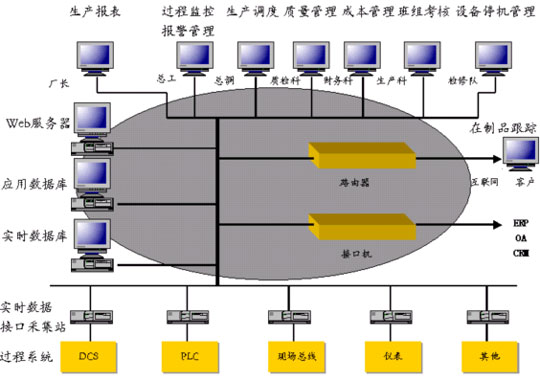 生产报表
过程监控
报警管理
生产调度
质量管理
成本管理
班组考核
设备停机管理
厂长
总工
总调
质检科
财务科
生产科
检修队
Web服务器
在制品跟踪
应用数据库
路由器
互联网
客户
实时数据库
接口机
ERP
OA
CRM
实时数据
接口采集站
过程系统
DCS
PLC
现场总线
仪表
其他